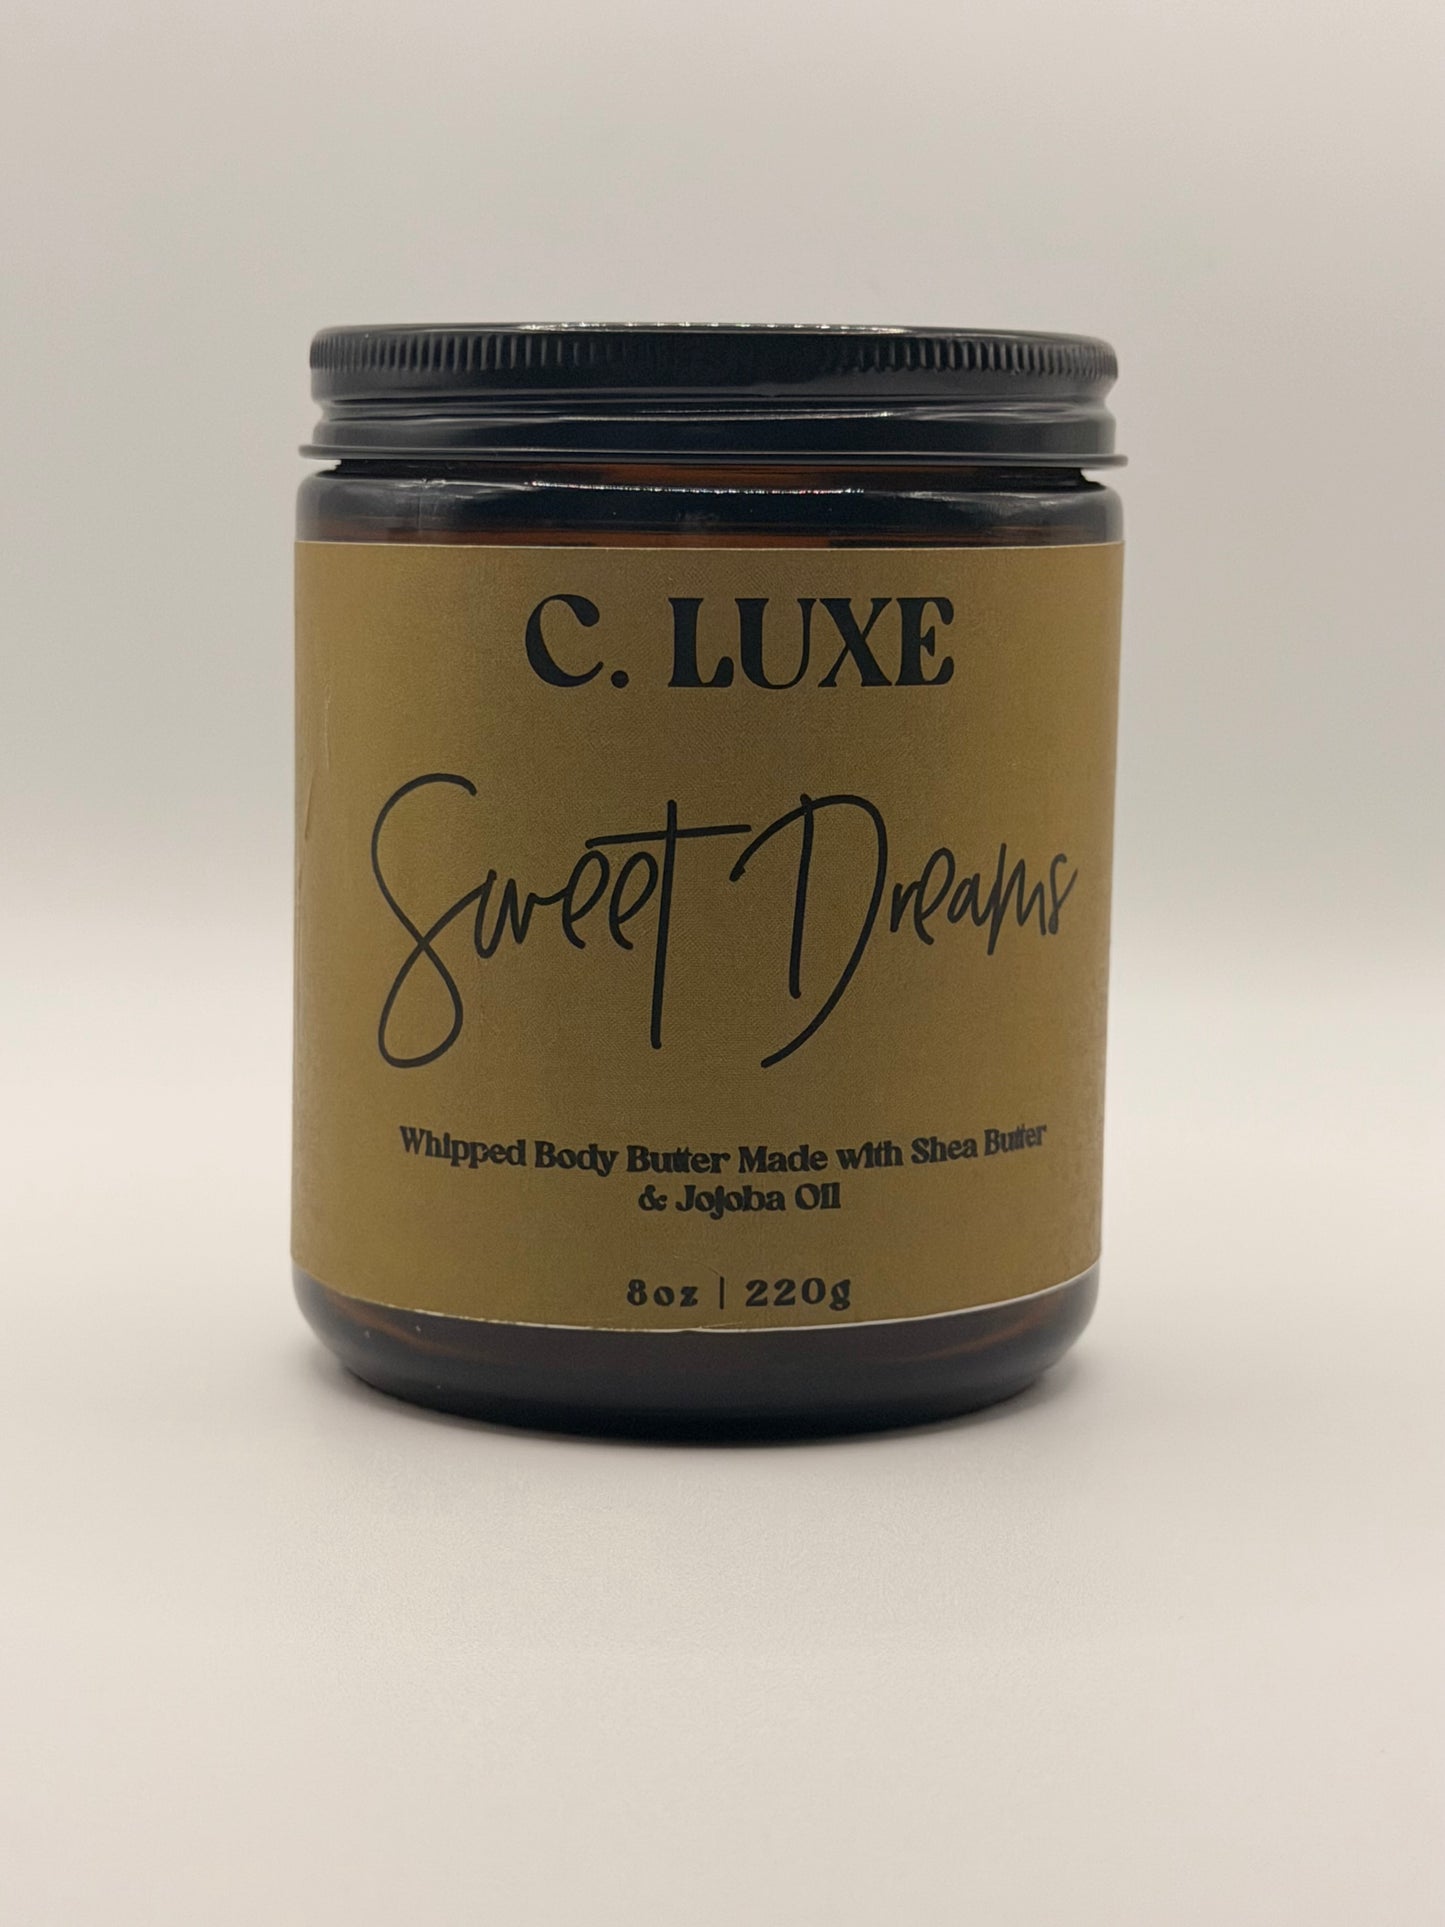 C. LUXE
Sweet Dreams
Whipped Body Butter Made with Shea Butter
& Jojoba Oil
8oz | 220g